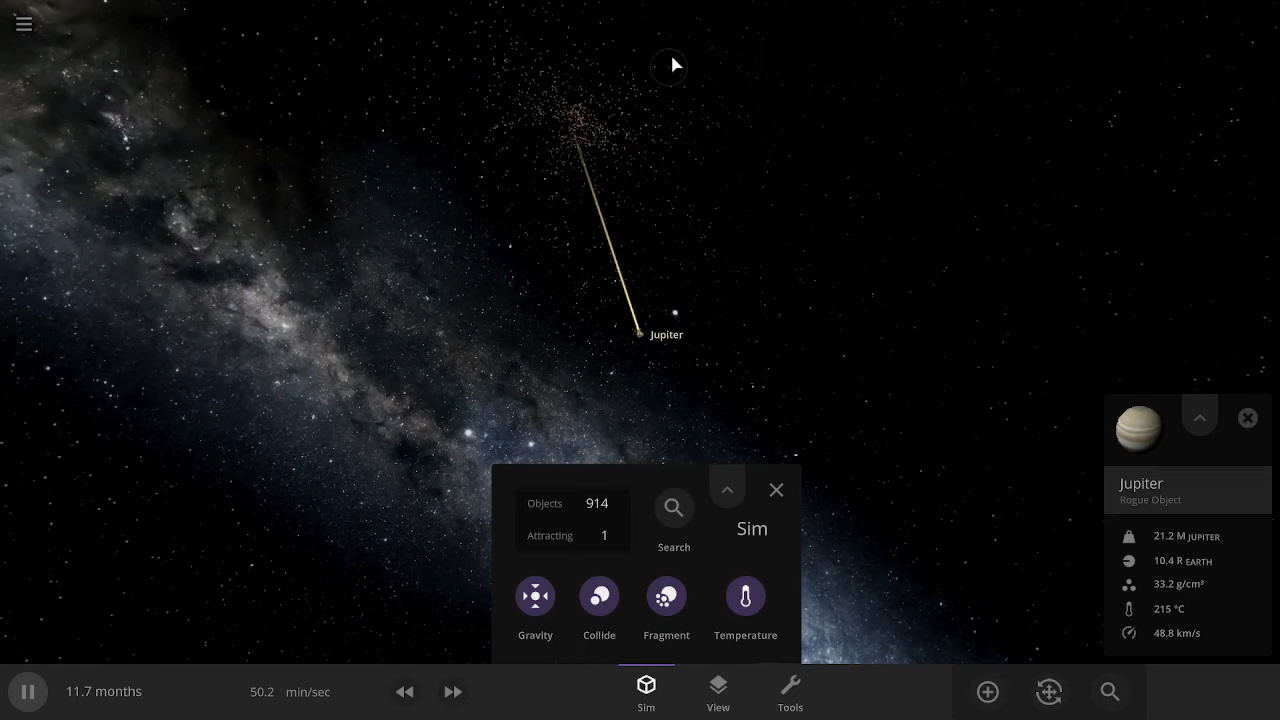 Jupiter
Objects 914
Attracting 1
Search
Sim
Gravity Collide Fragment Temperature
Jupiter
Rogue Object
21.2 M JUPITER
10.4 R EARTH
33.2 g/cm³
215 °C
48.8 km/s
11.7 months 50.2 min/sec Sim View Tools